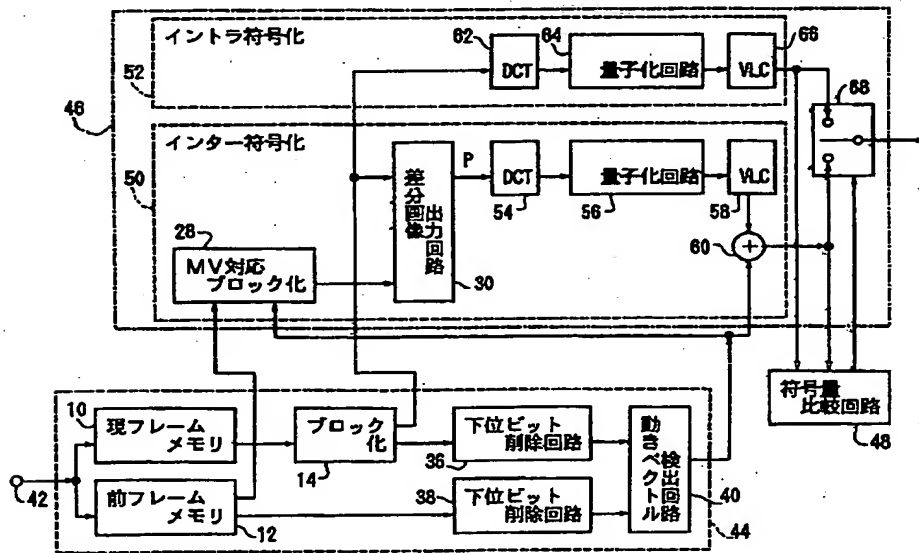 イントラ符号化
62
64
66
DCT
量子化回路
VLC
52
68
46
インター符号化
50
差分画像
出力回路
P
DCT
量子化回路
VLC
54
56
58
28
MV対応
ブロック化
30
60
+
10
現フレーム
メモリ
ブロック化
14
下位ビット
削除回路
36
動きベクトル
検出回路
符号量
比較回路
48
42
前フレーム
メモリ
12
38
下位ビット
削除回路
40
44